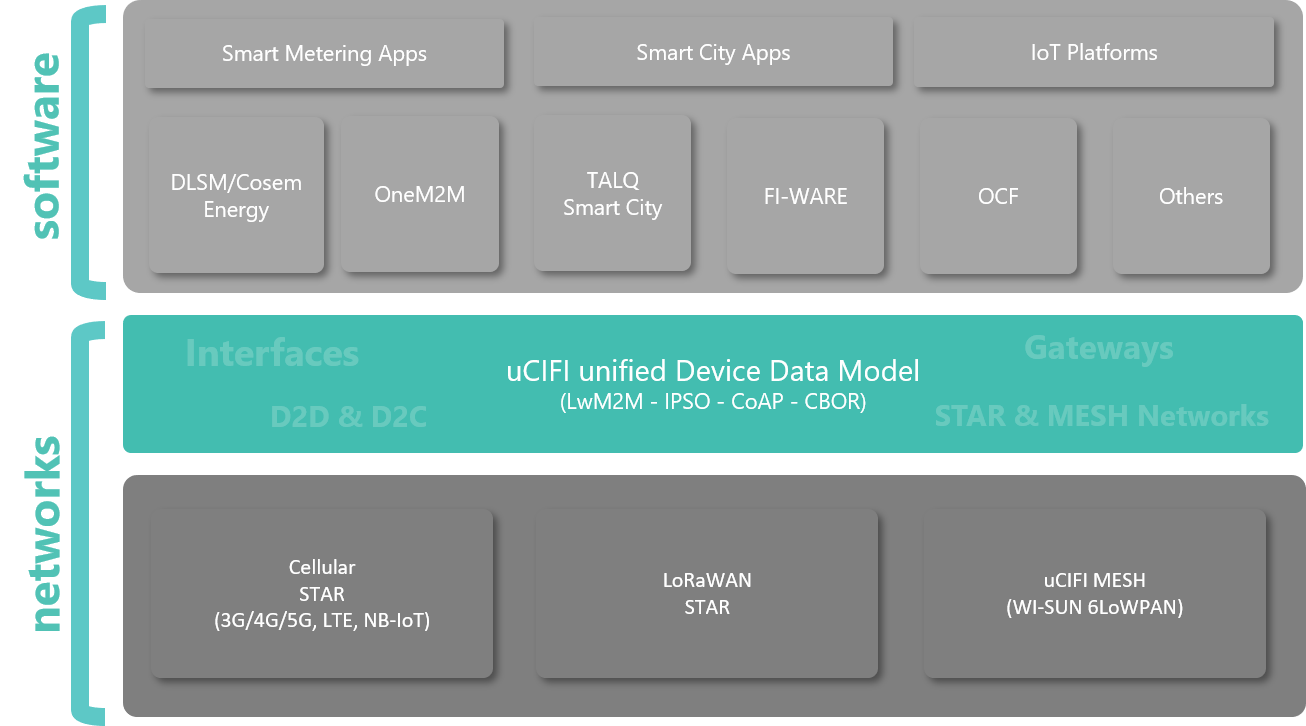 software
Smart Metering Apps
Smart City Apps
IoT Platforms
DLSM/Cosem
Energy
OneM2M
TALQ
Smart City
FI-WARE
OCF
Others
networks
Interfaces
D2D & D2C
uCIFI unified Device Data Model
(LwM2M - IPSO - CoAP - CBOR)
Gateways
STAR & MESH Networks
Cellular
STAR
(3G/4G/5G, LTE, NB-IoT)
LoRaWAN
STAR
uCIFI MESH
(WI-SUN 6LoWPAN)